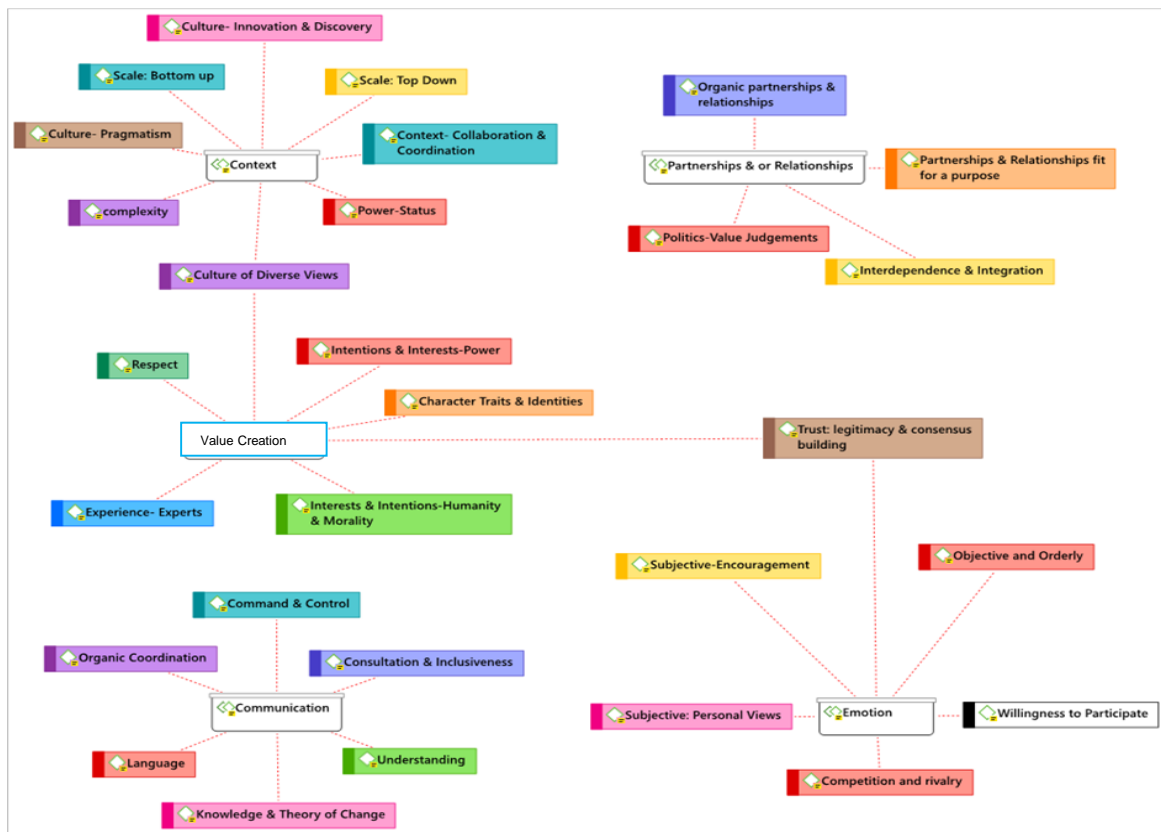 Culture- Innovation & Discovery
Scale: Bottom up
Scale: Top Down
Culture- Pragmatism
Context- Collaboration &
Coordination
Context
complexity
Power-Status
Culture of Diverse Views
Organic partnerships &
relationships
Partnerships & or Relationships
Partnerships & Relationships fit
for a purpose
Politics-Value Judgements
Interdependence & Integration
Respect
Intentions & Interests-Power
Character Traits & Identities
Value Creation
Trust: legitimacy & consensus
building
Experience- Experts
Interests & Intentions-Humanity
& Morality
Command & Control
Organic Coordination
Consultation & Inclusiveness
Communication
Language
Understanding
Knowledge & Theory of Change
Subjective-Encouragement
Objective and Orderly
Subjective: Personal Views
Emotion
Willingness to Participate
Competition and rivalry